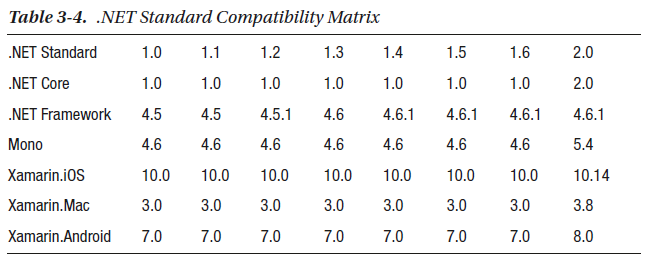 Table 3-4. .NET Standard Compatibility Matrix
.NET Standard 1.0 1.1 1.2 1.3 1.4 1.5 1.6 2.0
.NET Core 1.0 1.0 1.0 1.0 1.0 1.0 1.0 2.0
.NET Framework 4.5 4.5 4.5.1 4.6 4.6.1 4.6.1 4.6.1 4.6.1
Mono 4.6 4.6 4.6 4.6 4.6 4.6 4.6 5.4
Xamarin.iOS 10.0 10.0 10.0 10.0 10.0 10.0 10.0 10.14
Xamarin.Mac 3.0 3.0 3.0 3.0 3.0 3.0 3.0 3.8
Xamarin.Android 7.0 7.0 7.0 7.0 7.0 7.0 7.0 8.0